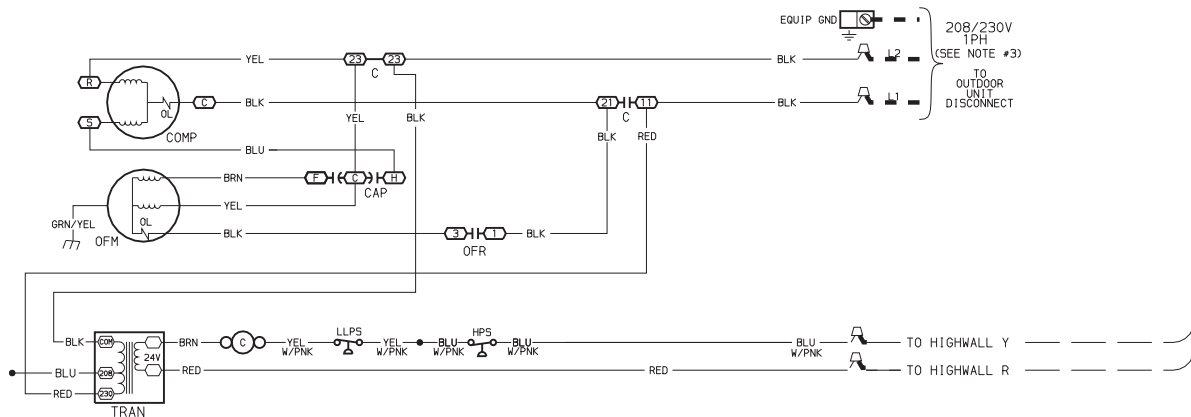 EQUIP GND
208/230V
1PH
(SEE NOTE #3)
TO
OUTDOOR
UNIT
DISCONNECT
YEL
23
23
C
BLK
L2
R
C
BLK
21
11
C
BLK
L1
OL
S
COMP
YEL
BLK
BLK
RED
BLU
BRN
F
C
H
CAP
YEL
GRN/YEL
OL
OFM
BLK
3
1
BLK
OFR
LLPS
HPS
BLK
COM
BRN
C
YEL
W/PNK
YEL
W/PNK
BLU
W/PNK
BLU
W/PNK
BLU
W/PNK
TO HIGHWALL Y
24V
BLU
208
RED
RED
TO HIGHWALL R
RED
230
TRAN